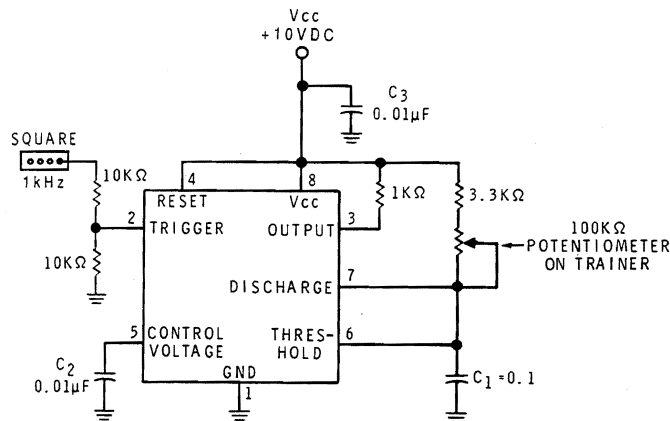 Vcc
+10VDC
C3
0.01μF
SQUARE
1kHz
10KΩ
4
8
1KΩ
3.3KΩ
RESET
Vcc
2
TRIGGER
OUTPUT
3
100KΩ
POTENTIOMETER
ON TRAINER
10KΩ
DISCHARGE
7
5
CONTROL
VOLTAGE
THRES-
HOLD
6
C2
0.01μF
GND
1
C1=0.1